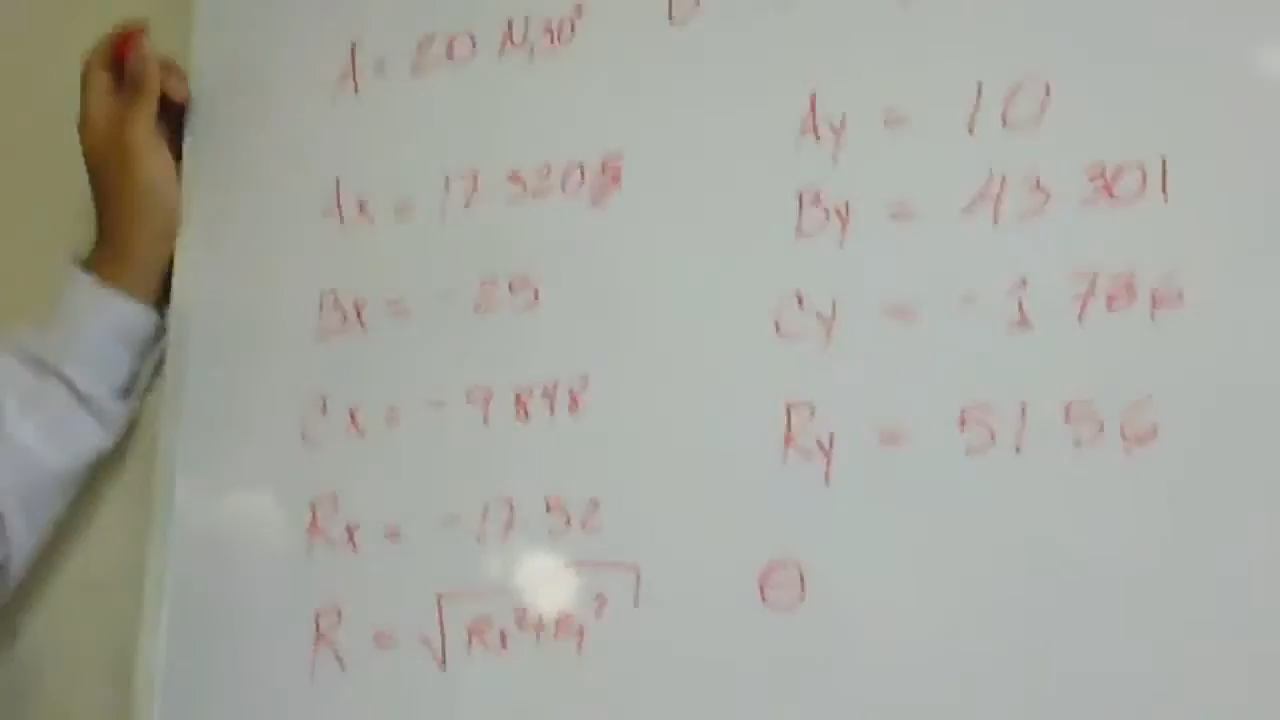 A = 20 N, 30°
Ax = 17.3205
Bx = -25
Cx = -9.848
Rx = -17.52
R = √Rx²+Ry²
Ay = 10
By = 43.301
Cy = -1.736
Ry = 51.56
θ